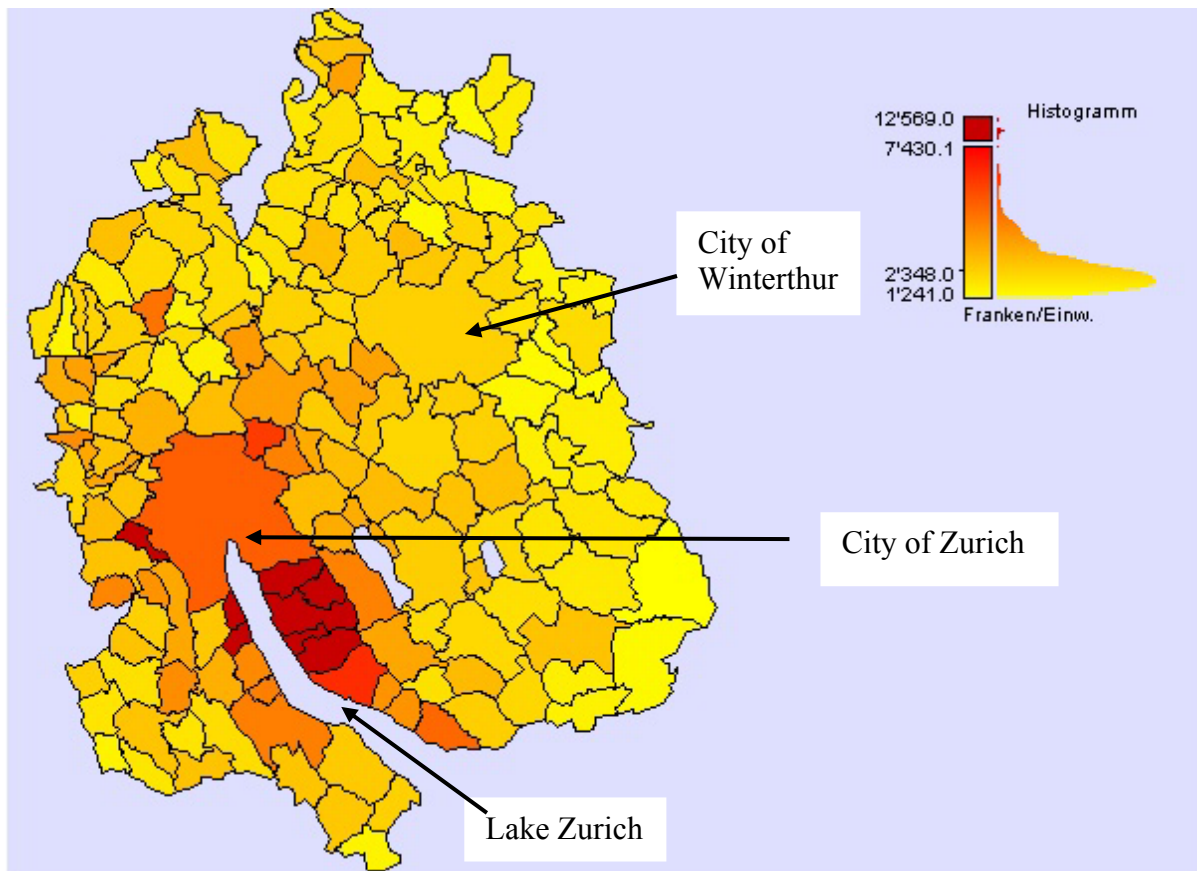 Histogramm
12'569.0
7'430.1
2'348.0
1'241.0
Franken/Einw.
City of
Winterthur
City of Zurich
Lake Zurich